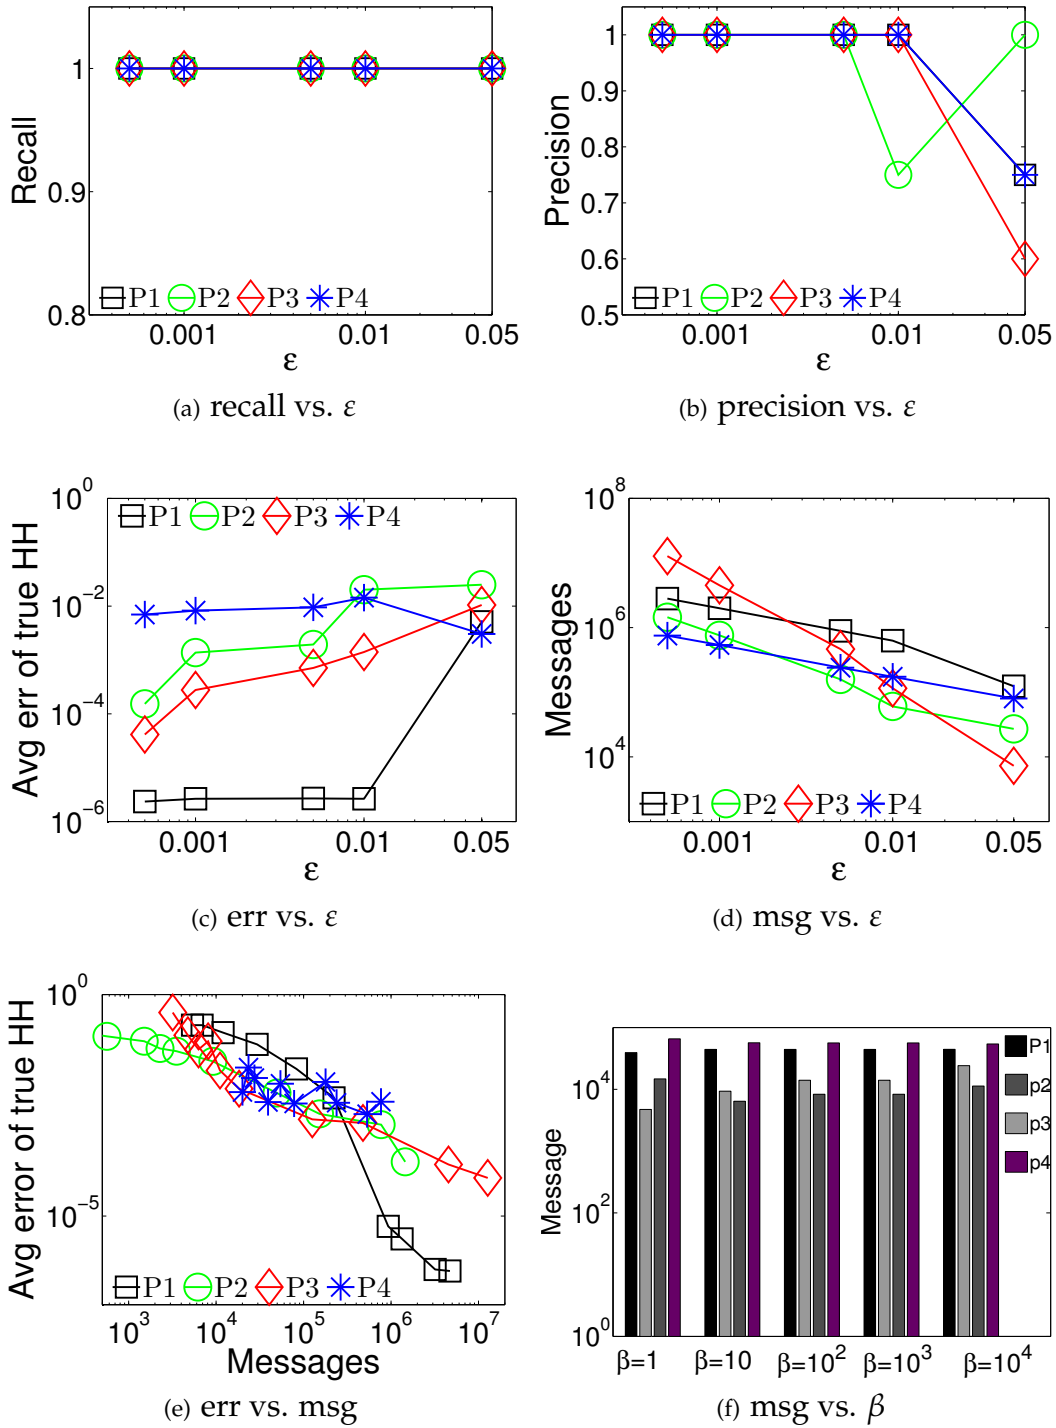 1
0.9
0.8
Recall
P1 P2 P3 P4
0.001 0.01 0.05
ε
(a) recall vs. ε
1
0.9
0.8
0.7
0.6
0.5
Precision
P1 P2 P3 P4
0.001 0.01 0.05
ε
(b) precision vs. ε
10^0
10^-2
10^-4
10^-6
Avg err of true HH
P1 P2 P3 P4
0.001 0.01 0.05
ε
(c) err vs. ε
10^8
10^6
10^4
Messages
P1 P2 P3 P4
0.001 0.01 0.05
ε
(d) msg vs. ε
10^0
10^-5
Avg error of true HH
P1 P2 P3 P4
10^3 10^4 10^5 10^6 10^7
Messages
(e) err vs. msg
10^4
10^2
10^0
Message
P1
p2
p3
p4
β=1 β=10 β=10^2 β=10^3 β=10^4
(f) msg vs. β